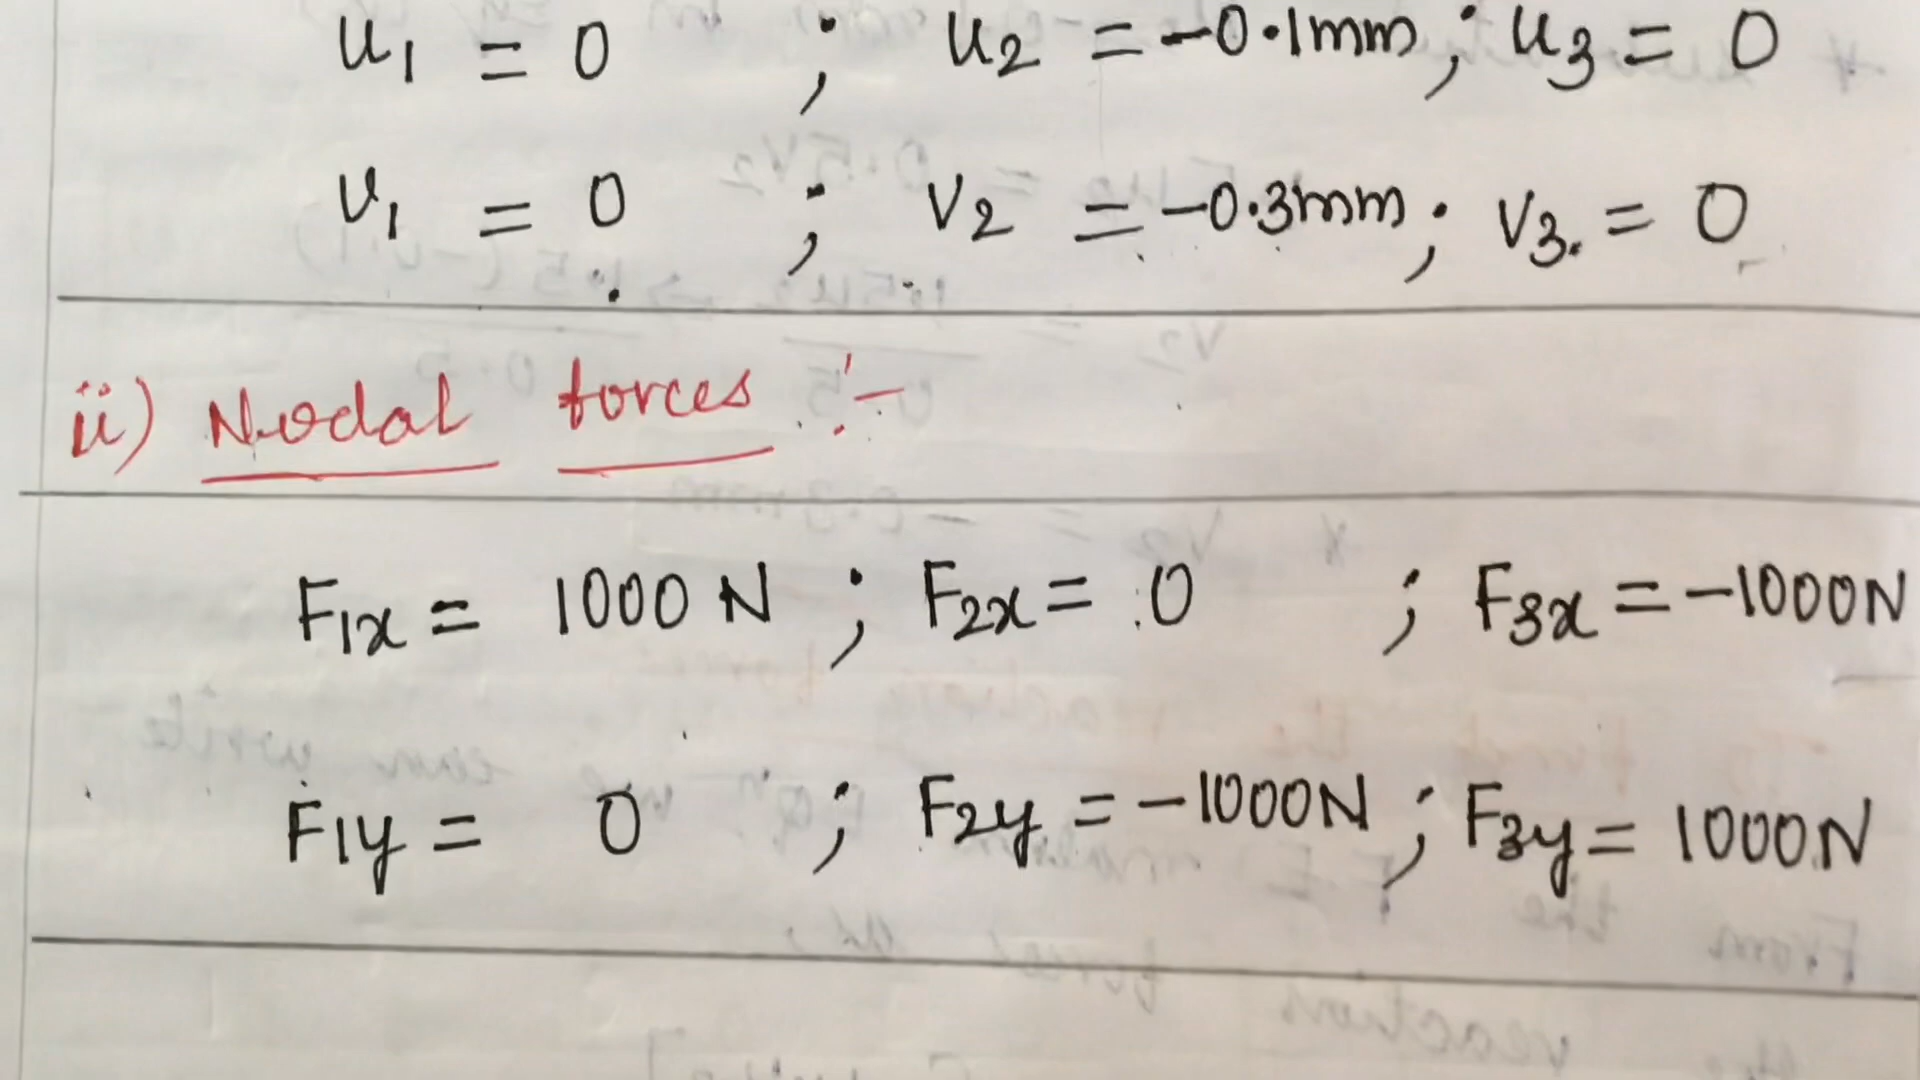 u₁ = 0 ; u₂ = -0.1mm ; u₃ = 0
v₁ = 0 ; v₂ = -0.3mm ; v₃. = 0
ii) Nodal forces :-
F₁ₓ = 1000 N ; F₂ₓ = 0 ; F₃ₓ = -1000N
F1y = 0 ; F2y = -1000N ; F3y = 1000N